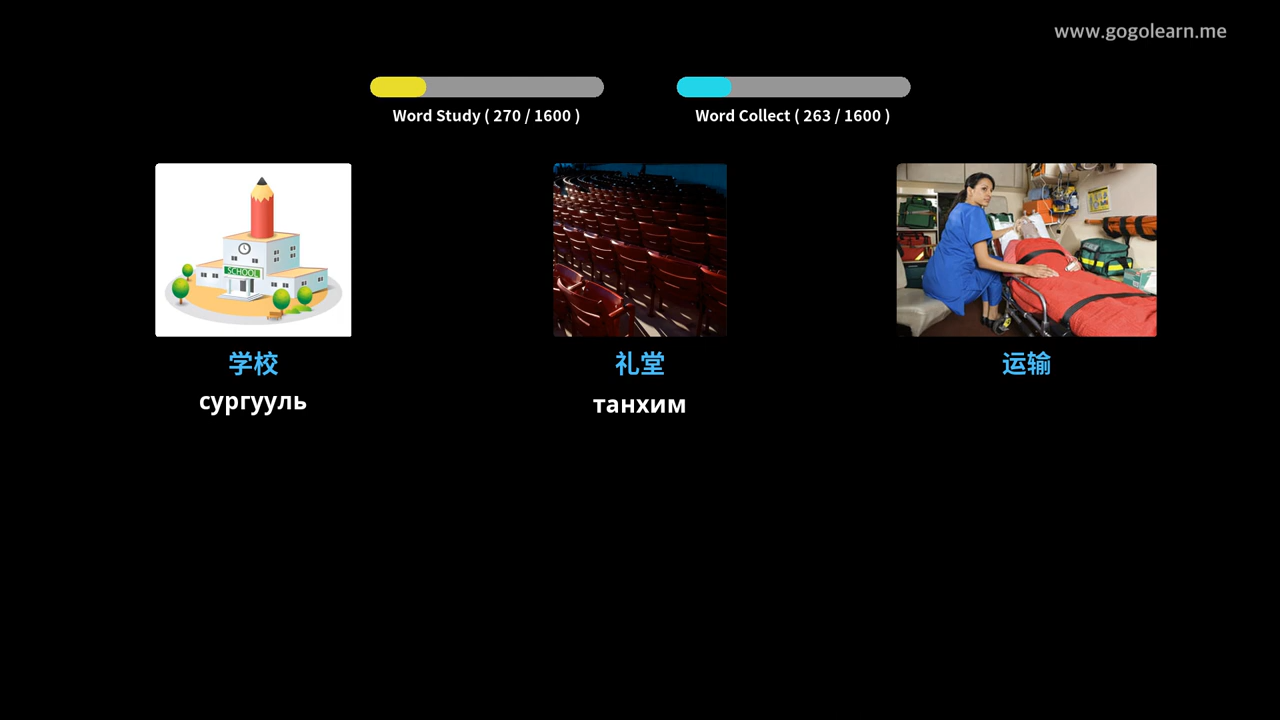 www.gogolearn.me
Word Study ( 270 / 1600 )
Word Collect ( 263 / 1600 )
SCHOOL
学校
礼堂
运输
сургууль
танхим